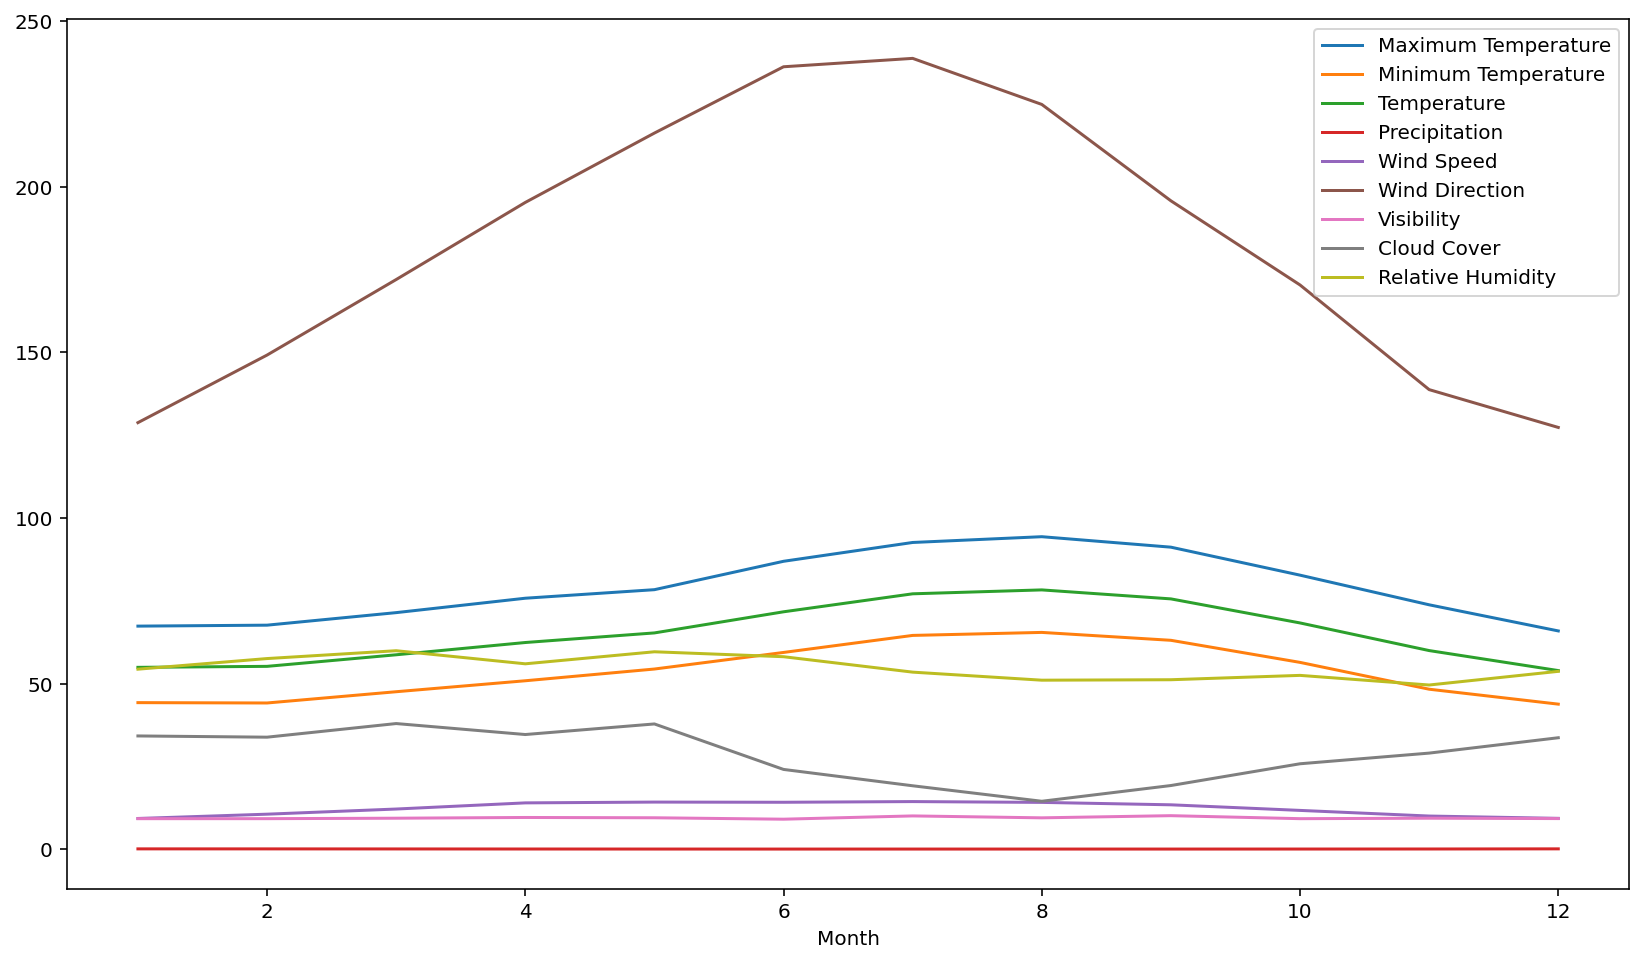 250
200
150
100
50
0
2 4 6 8 10 12
Month
Maximum Temperature
Minimum Temperature
Temperature
Precipitation
Wind Speed
Wind Direction
Visibility
Cloud Cover
Relative Humidity